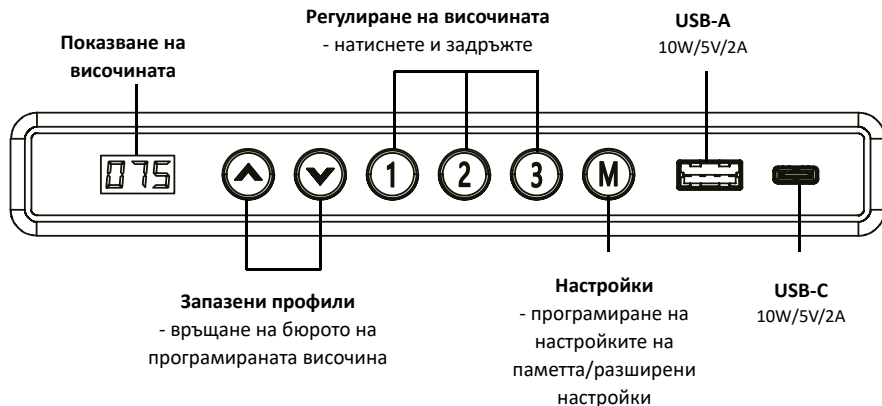 Показване на
височината
Регулиране на височината
- натиснете и задръжте
USB-A
10W/5V/2A
075
1
2
3
M
Запазени профили
- връщане на бюрото на
програмираната височина
Настройки
- програмиране на
настройките на
паметта/разширени
настройки
USB-C
10W/5V/2A